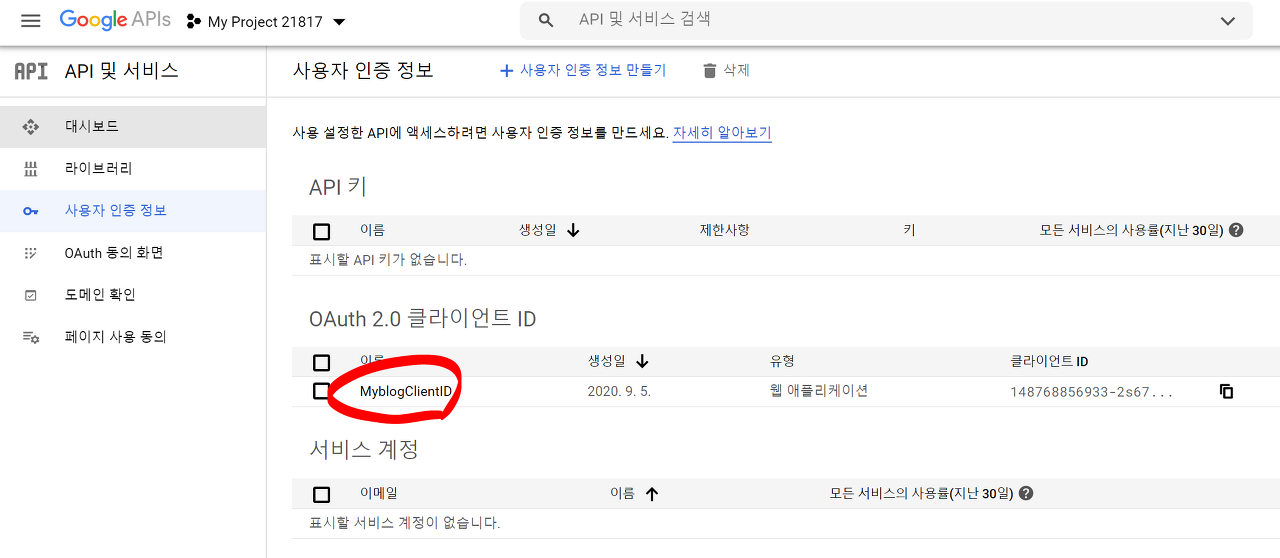 Google APIs My Project 21817 API 및 서비스 검색
API API 및 서비스
사용자 인증 정보 + 사용자 인증 정보 만들기 삭제
대시보드
라이브러리
사용자 인증 정보
OAuth 동의 화면
도메인 확인
페이지 사용 동의
사용 설정한 API에 액세스하려면 사용자 인증 정보를 만드세요. 자세히 알아보기
API 키
이름 생성일 제한사항 키 모든 서비스의 사용률(지난 30일)
표시할 API 키가 없습니다.
OAuth 2.0 클라이언트 ID
이름 생성일 유형 클라이언트 ID
MyblogClientID 2020. 9. 5. 웹 애플리케이션 148768856933-2s67...
서비스 계정
이메일 이름 모든 서비스의 사용률(지난 30일)
표시할 서비스 계정이 없습니다.